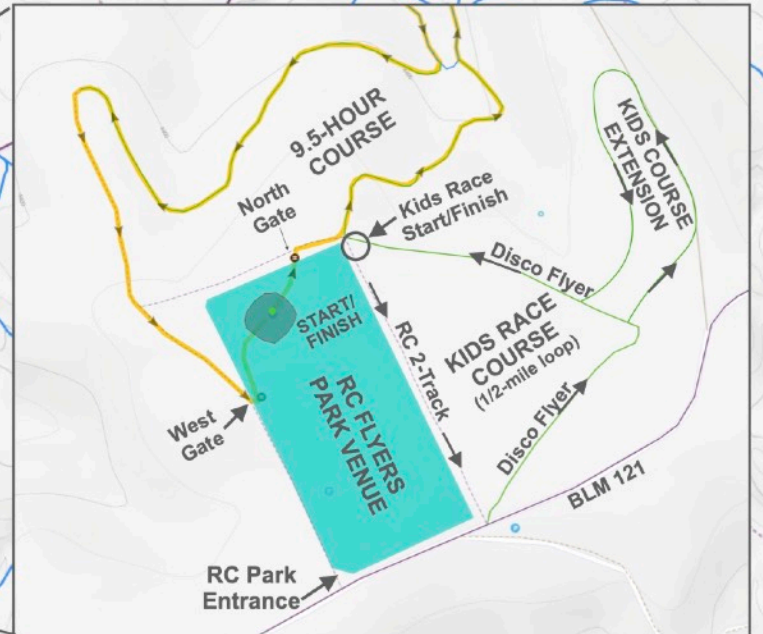 9.5-HOUR
COURSE
KIDS COURSE
EXTENSION
North
Gate
Kids Race
Start/Finish
Disco Flyer
START/
FINISH
RC 2-Track
KIDS RACE
COURSE
(1/2-mile loop)
RC FLYERS
PARK VENUE
West
Gate
Disco Flyer
BLM 121
RC Park
Entrance